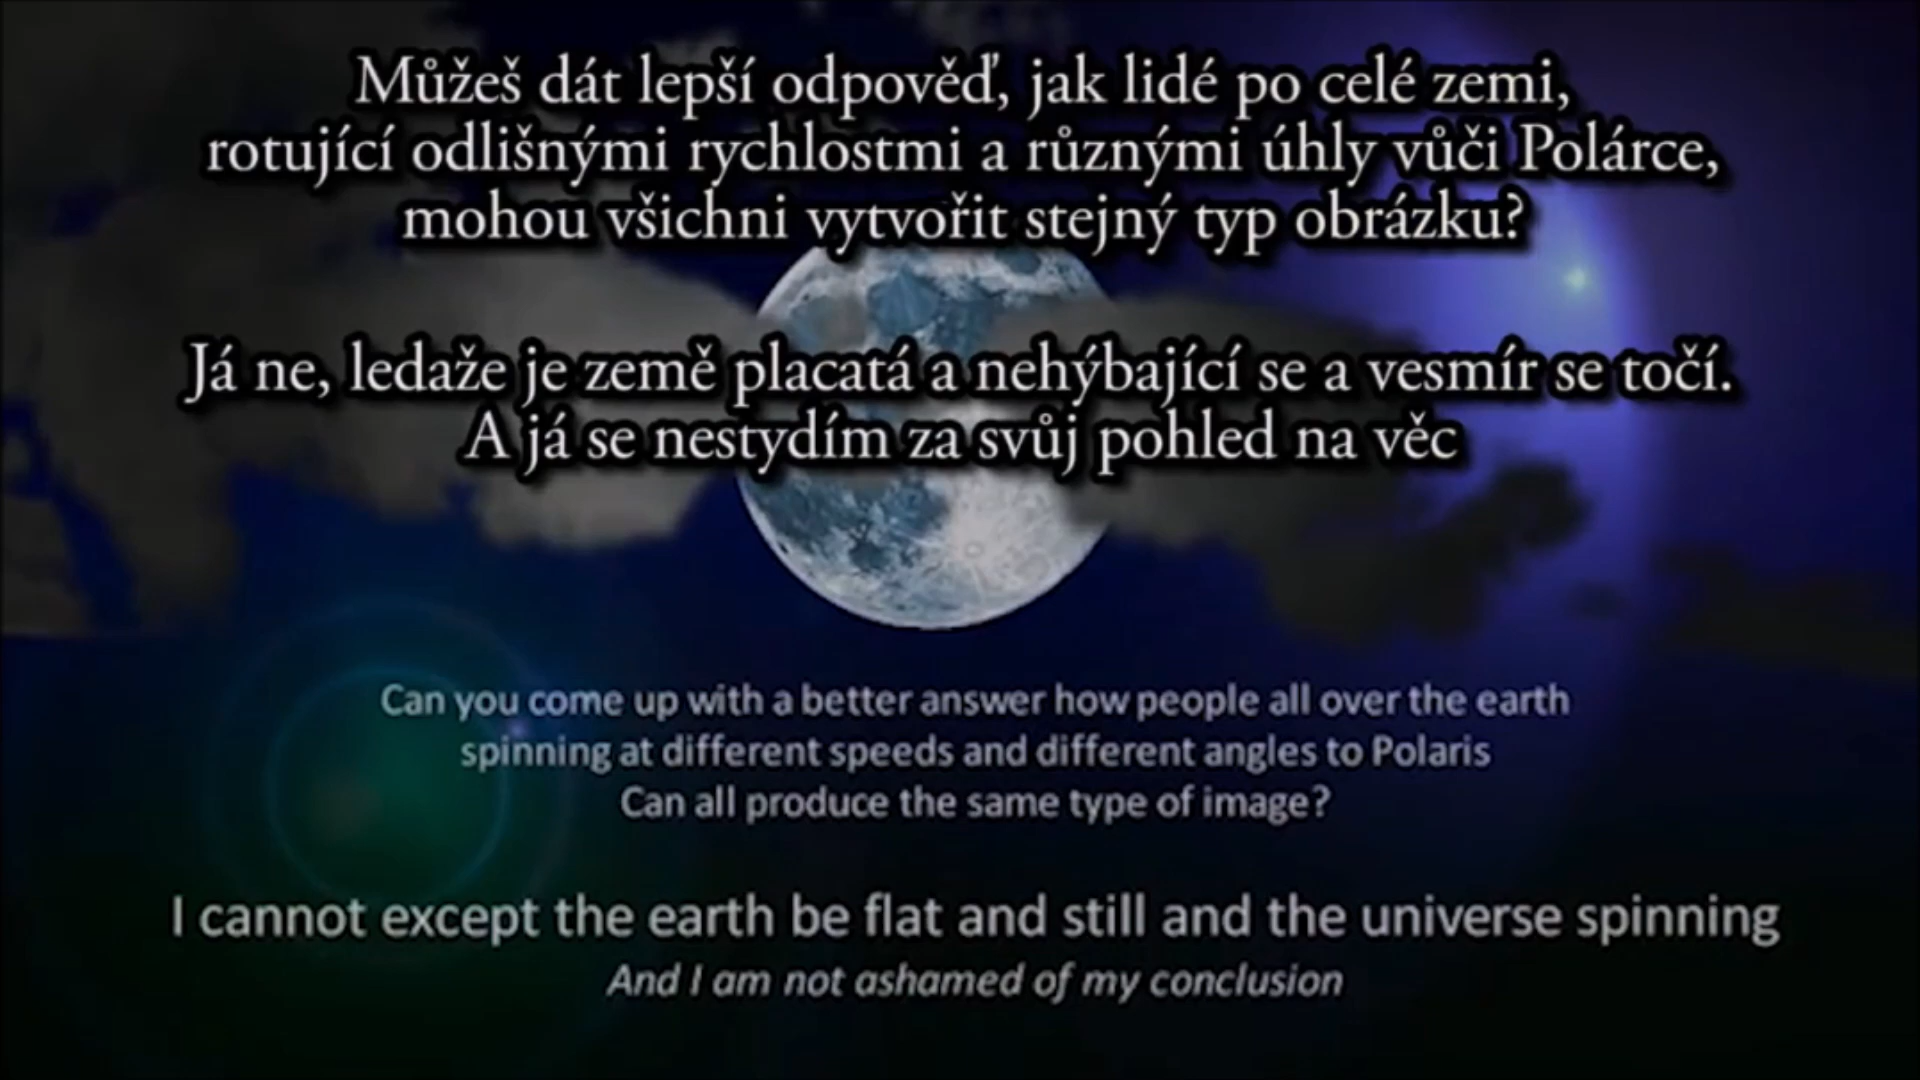 Můžeš dát lepší odpověď, jak lidé po celé zemi,
rotující odlišnými rychlostmi a různými úhly vůči Polárce,
mohou všichni vytvořit stejný typ obrázku?
Já ne, ledaže je země placatá a nehýbající se a vesmír se točí.
A já se nestydím za svůj pohled na věc
Can you come up with a better answer how people all over the earth
spinning at different speeds and different angles to Polaris
Can all produce the same type of image?
I cannot except the earth be flat and still and the universe spinning
And I am not ashamed of my conclusion